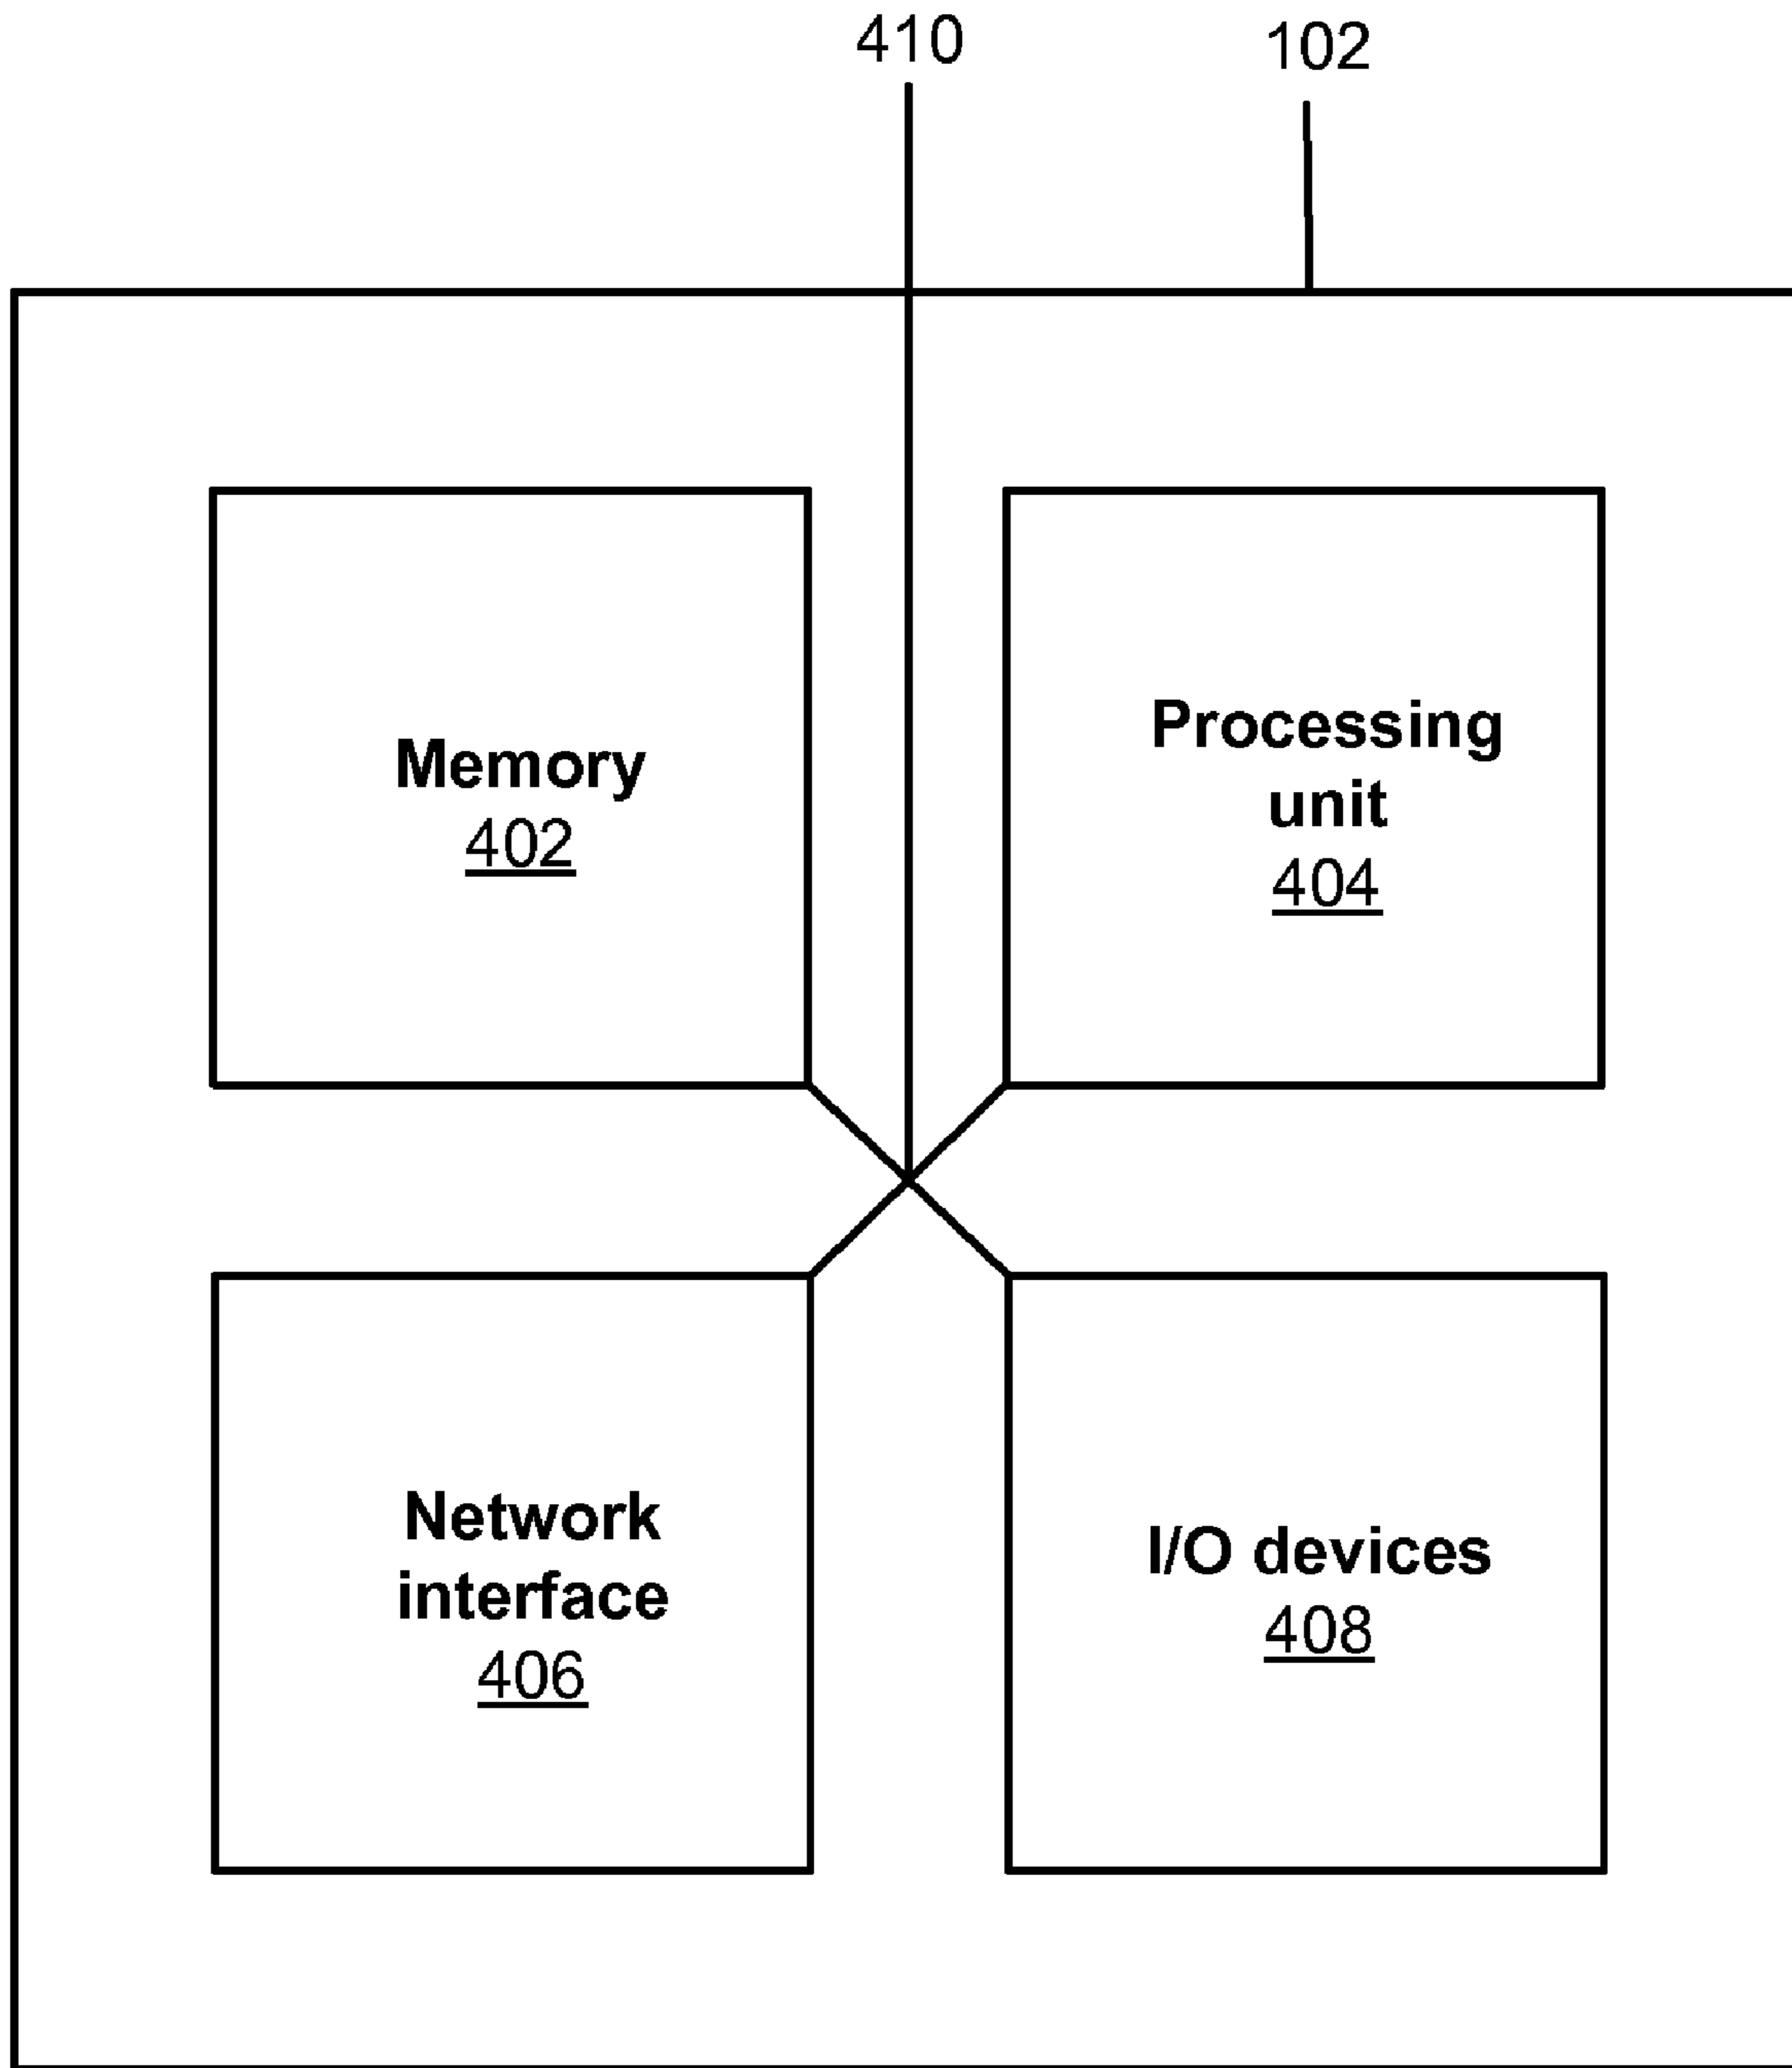 410
102
Memory
402
Processing
unit
404
Network
interface
406
I/O devices
408